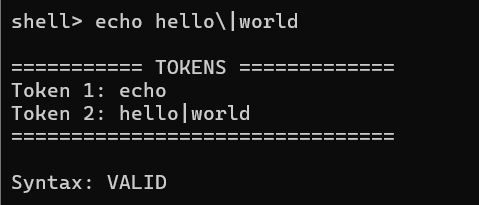 shell> echo hello\|world
=========== TOKENS =============
Token 1: echo
Token 2: hello|world
================================
Syntax: VALID